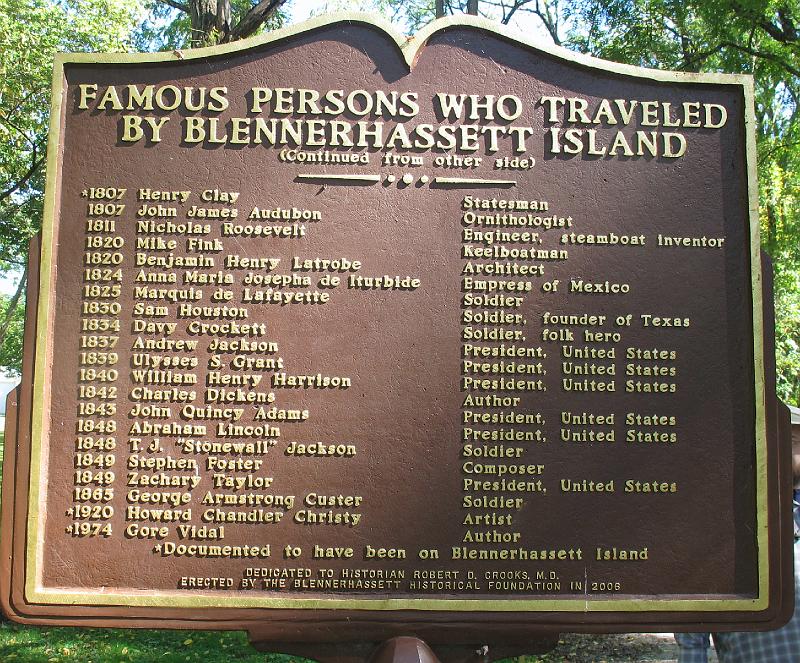 FAMOUS PERSONS WHO TRAVELED
BY BLENNERHASSETT ISLAND
(Continued from other side)
*1807 Henry Clay Statesman
1807 John James Audubon Ornithologist
1811 Nicholas Roosevelt Engineer, steamboat inventor
1820 Mike Fink Keelboatman
1820 Benjamin Henry Latrobe Architect
1824 Anna Maria Josepha de Iturbide Empress of Mexico
1825 Marquis de Lafayette Soldier
1830 Sam Houston Soldier, founder of Texas
1834 Davy Crockett Soldier, folk hero
1837 Andrew Jackson President, United States
1839 Ulysses S. Grant President, United States
1840 William Henry Harrison President, United States
1842 Charles Dickens Author
1843 John Quincy Adams President, United States
1848 Abraham Lincoln President, United States
1848 T. J. "Stonewall" Jackson Soldier
1849 Stephen Foster Composer
1849 Zachary Taylor President, United States
1865 George Armstrong Custer Soldier
*1920 Howard Chandler Christy Artist
*1974 Gore Vidal Author
*Documented to have been on Blennerhassett Island
DEDICATED TO HISTORIAN ROBERT D. CROOKS, M.D.
ERECTED BY THE BLENNERHASSETT HISTORICAL FOUNDATION IN 2006